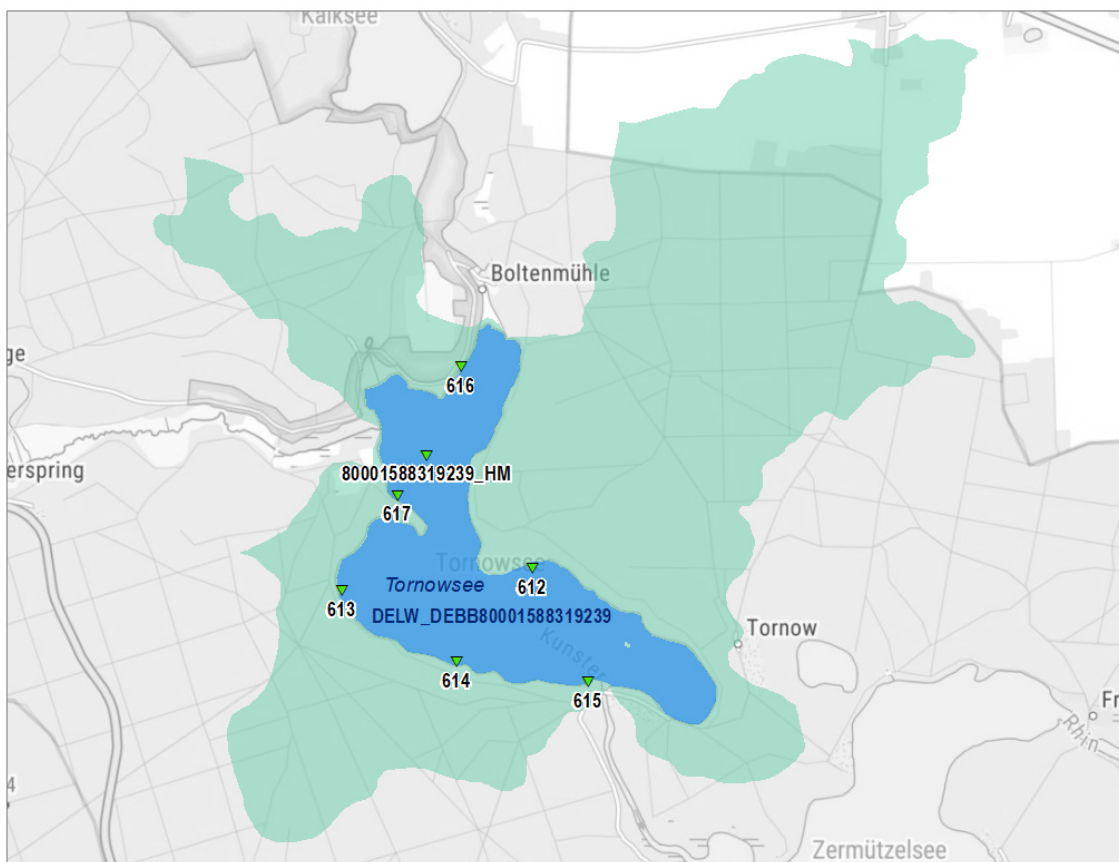 Kalksee
Boltenmühle
ge
616
erspring
80001588319239_HM
617
Tornowsee
612
Tornowsee
613
DELW_DEBB80001588319239
Kunster
Tornow
614
615
Fr
Rhin
4
Zermützelsee